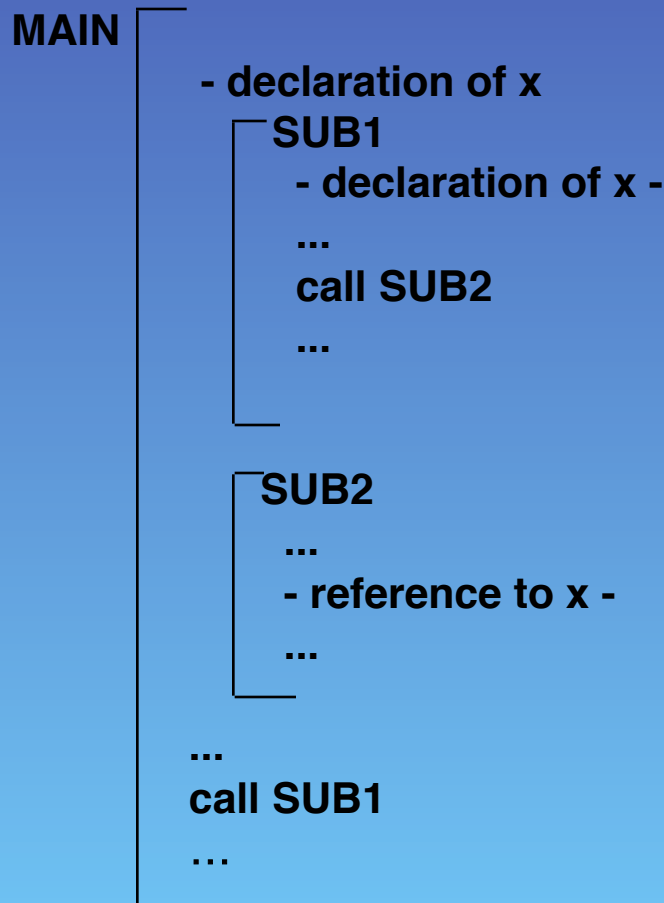 MAIN
- declaration of x
SUB1
- declaration of x -
...
call SUB2
...
SUB2
...
- reference to x -
...
...
call SUB1
…